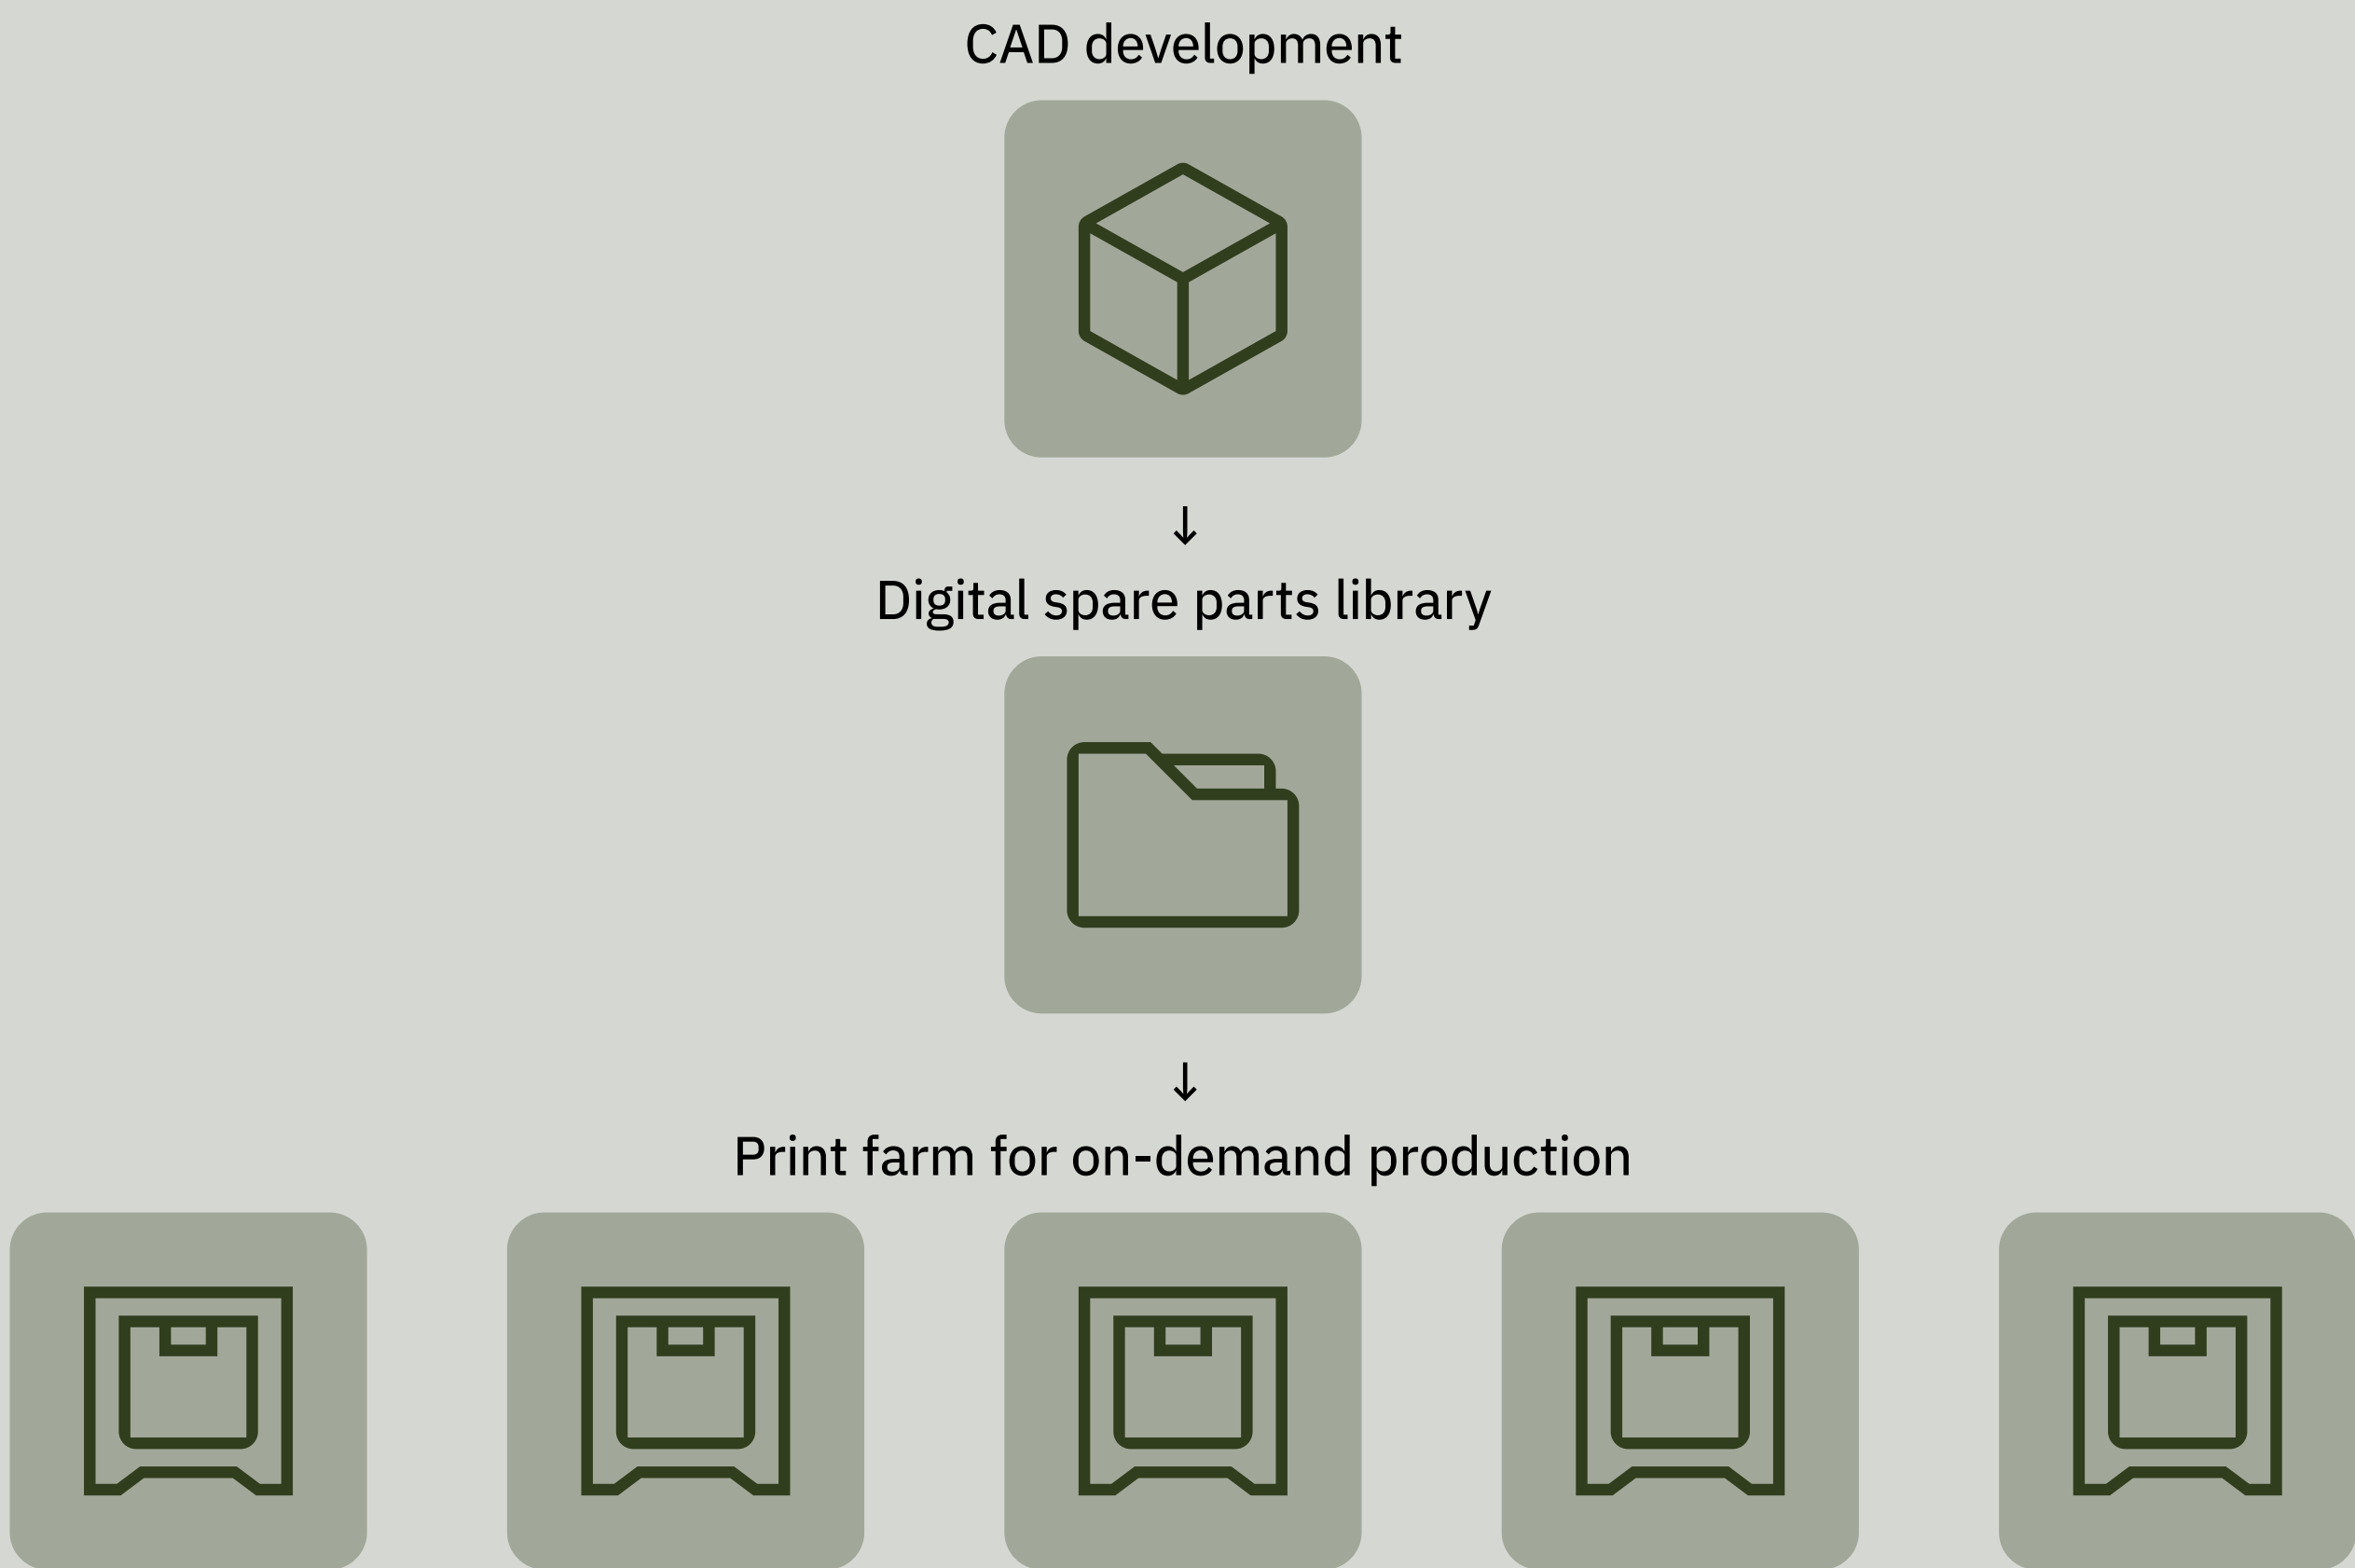 CAD development
Digital spare parts library
Print farm for on-demand production